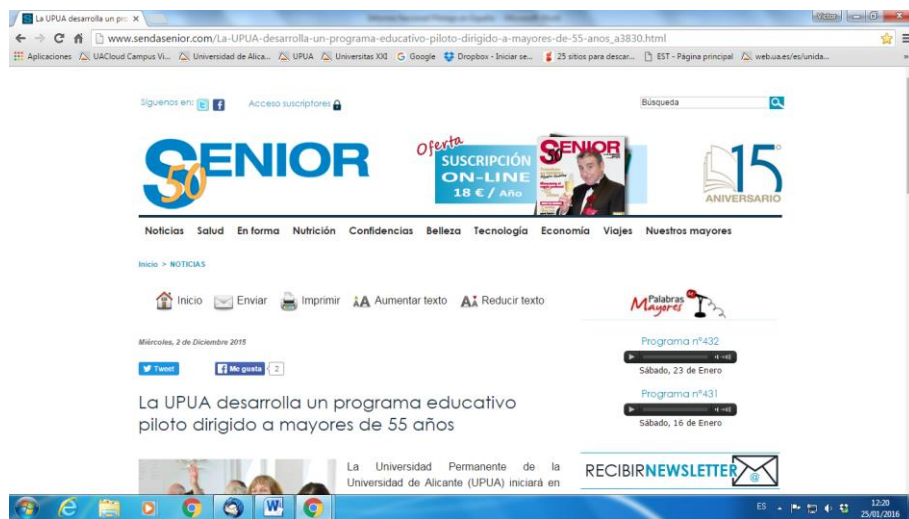 La UPUA desarrolla un pro
www.sendasenior.com/La-UPUA-desarrolla-un-programa-educativo-piloto-dirigido-a-mayores-de-55-anos_a3830.html
Aplicaciones UACloud Campus Vi... Universidad de Alica... UPUA Universitas XXI Google Dropbox - Iniciar se... 25 sitios para descar... EST - Página principal web.ua.es/es/unida...
Síguenos en: Acceso suscriptores Búsqueda
SENIOR 50
Oferta
SUSCRIPCIÓN
ON-LINE
18 € / Año
SENIOR
50
15
ANIVERSARIO
Noticias Salud En forma Nutrición Confidencias Belleza Tecnología Economía Viajes Nuestros mayores
Inicio > NOTICIAS
Inicio Enviar Imprimir AA Aumentar texto AA Reducir texto
Palabras
Mayores
Miércoles, 2 de Diciembre 2015
Programa nº432
Tweet Me gusta 2
Sábado, 23 de Enero
Programa nº431
Sábado, 16 de Enero
La UPUA desarrolla un programa educativo
piloto dirigido a mayores de 55 años
La Universidad Permanente de la
Universidad de Alicante (UPUA) iniciará en
RECIBIR NEWSLETTER
ES 12:20
25/01/2016